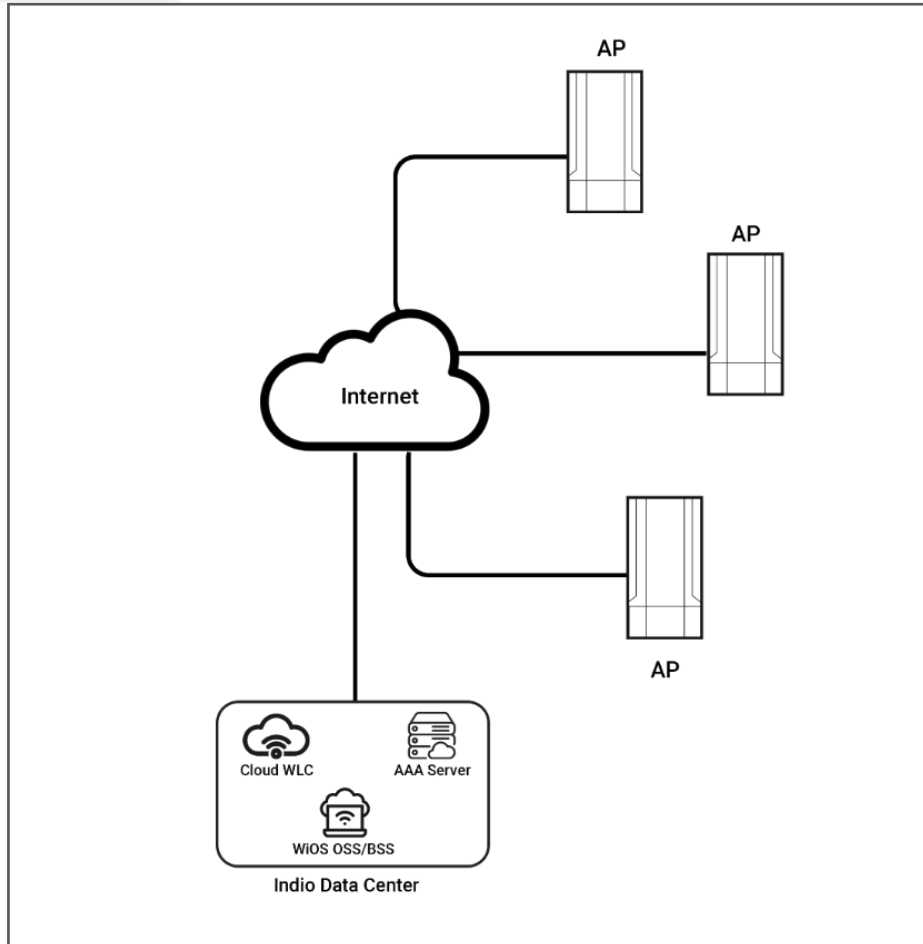 AP
AP
Internet
AP
Cloud WLC
AAA Server
WiOS OSS/BSS
Indio Data Center